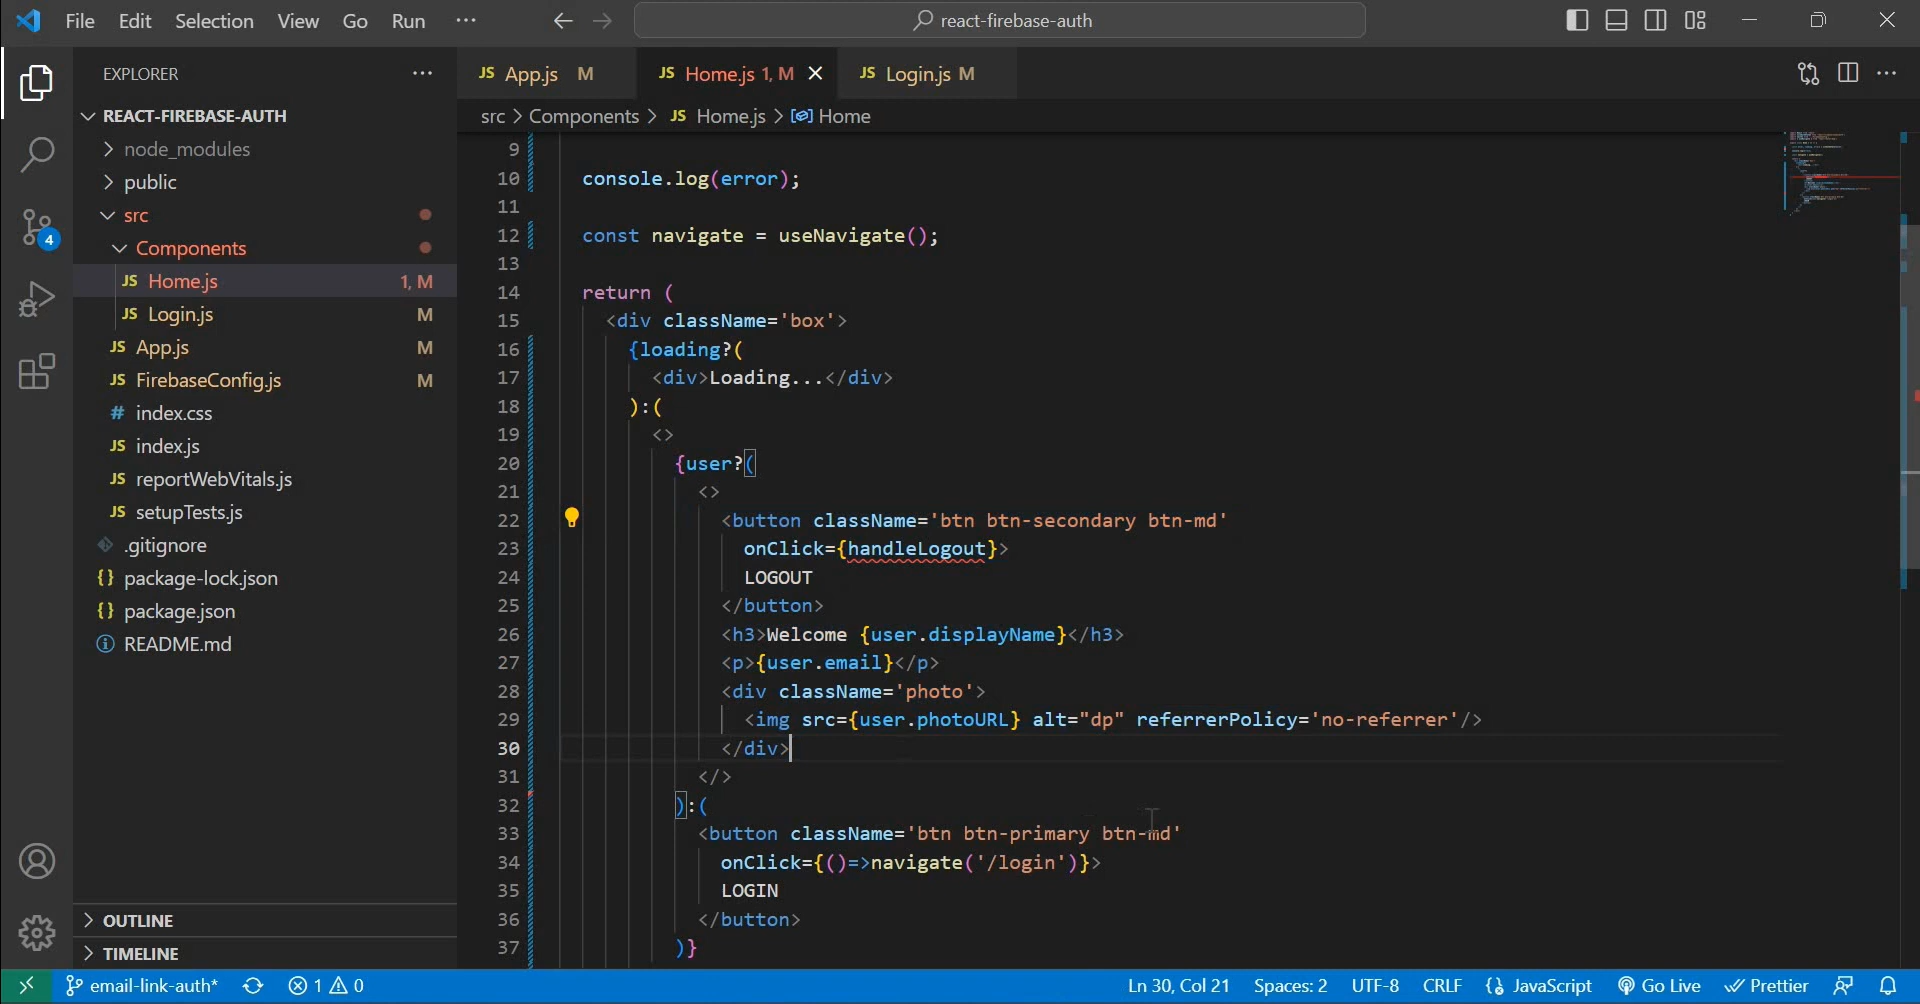 File Edit Selection View Go Run ··· react-firebase-auth
EXPLORER ···
REACT-FIREBASE-AUTH
node_modules
public
src
Components
JS Home.js 1, M
JS Login.js M
JS App.js M
JS FirebaseConfig.js M
# index.css
JS index.js
JS reportWebVitals.js
JS setupTests.js
.gitignore
{} package-lock.json
{} package.json
README.md
OUTLINE
TIMELINE
4
JS App.js M JS Home.js 1, M JS Login.js M
src > Components > JS Home.js > Home
9
10 console.log(error);
11
12 const navigate = useNavigate();
13
14 return (
15 <div className='box'>
16 {loading?(
17 <div>Loading...</div>
18 ):(
19 <>
20 {user?(
21 <>
22 <button className='btn btn-secondary btn-md'
23 onClick={handleLogout}>
24 LOGOUT
25 </button>
26 <h3>Welcome {user.displayName}</h3>
27 <p>{user.email}</p>
28 <div className='photo'>
29 <img src={user.photoURL} alt="dp" referrerPolicy='no-referrer'/>
30 </div>
31 </>
32 ):(
33 <button className='btn btn-primary btn-md'
34 onClick={()=>navigate('/login')}>
35 LOGIN
36 </button>
37 )}
email-link-auth* 1 0 Ln 30, Col 21 Spaces: 2 UTF-8 CRLF {} JavaScript Go Live Prettier